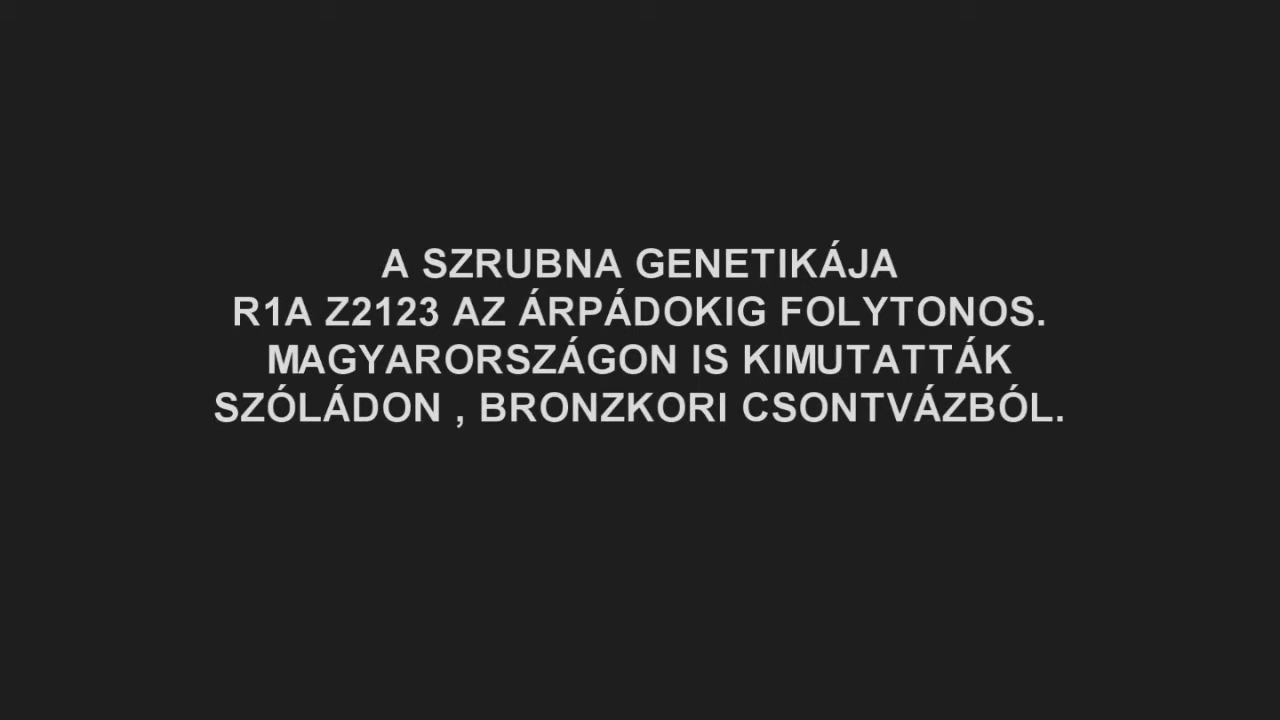 A SZRUBNA GENETIKÁJA
R1A Z2123 AZ ÁRPÁDOKIG FOLYTONOS.
MAGYARORSZÁGON IS KIMUTATTÁK
SZÓLÁDON , BRONZKORI CSONTVÁZBÓL.